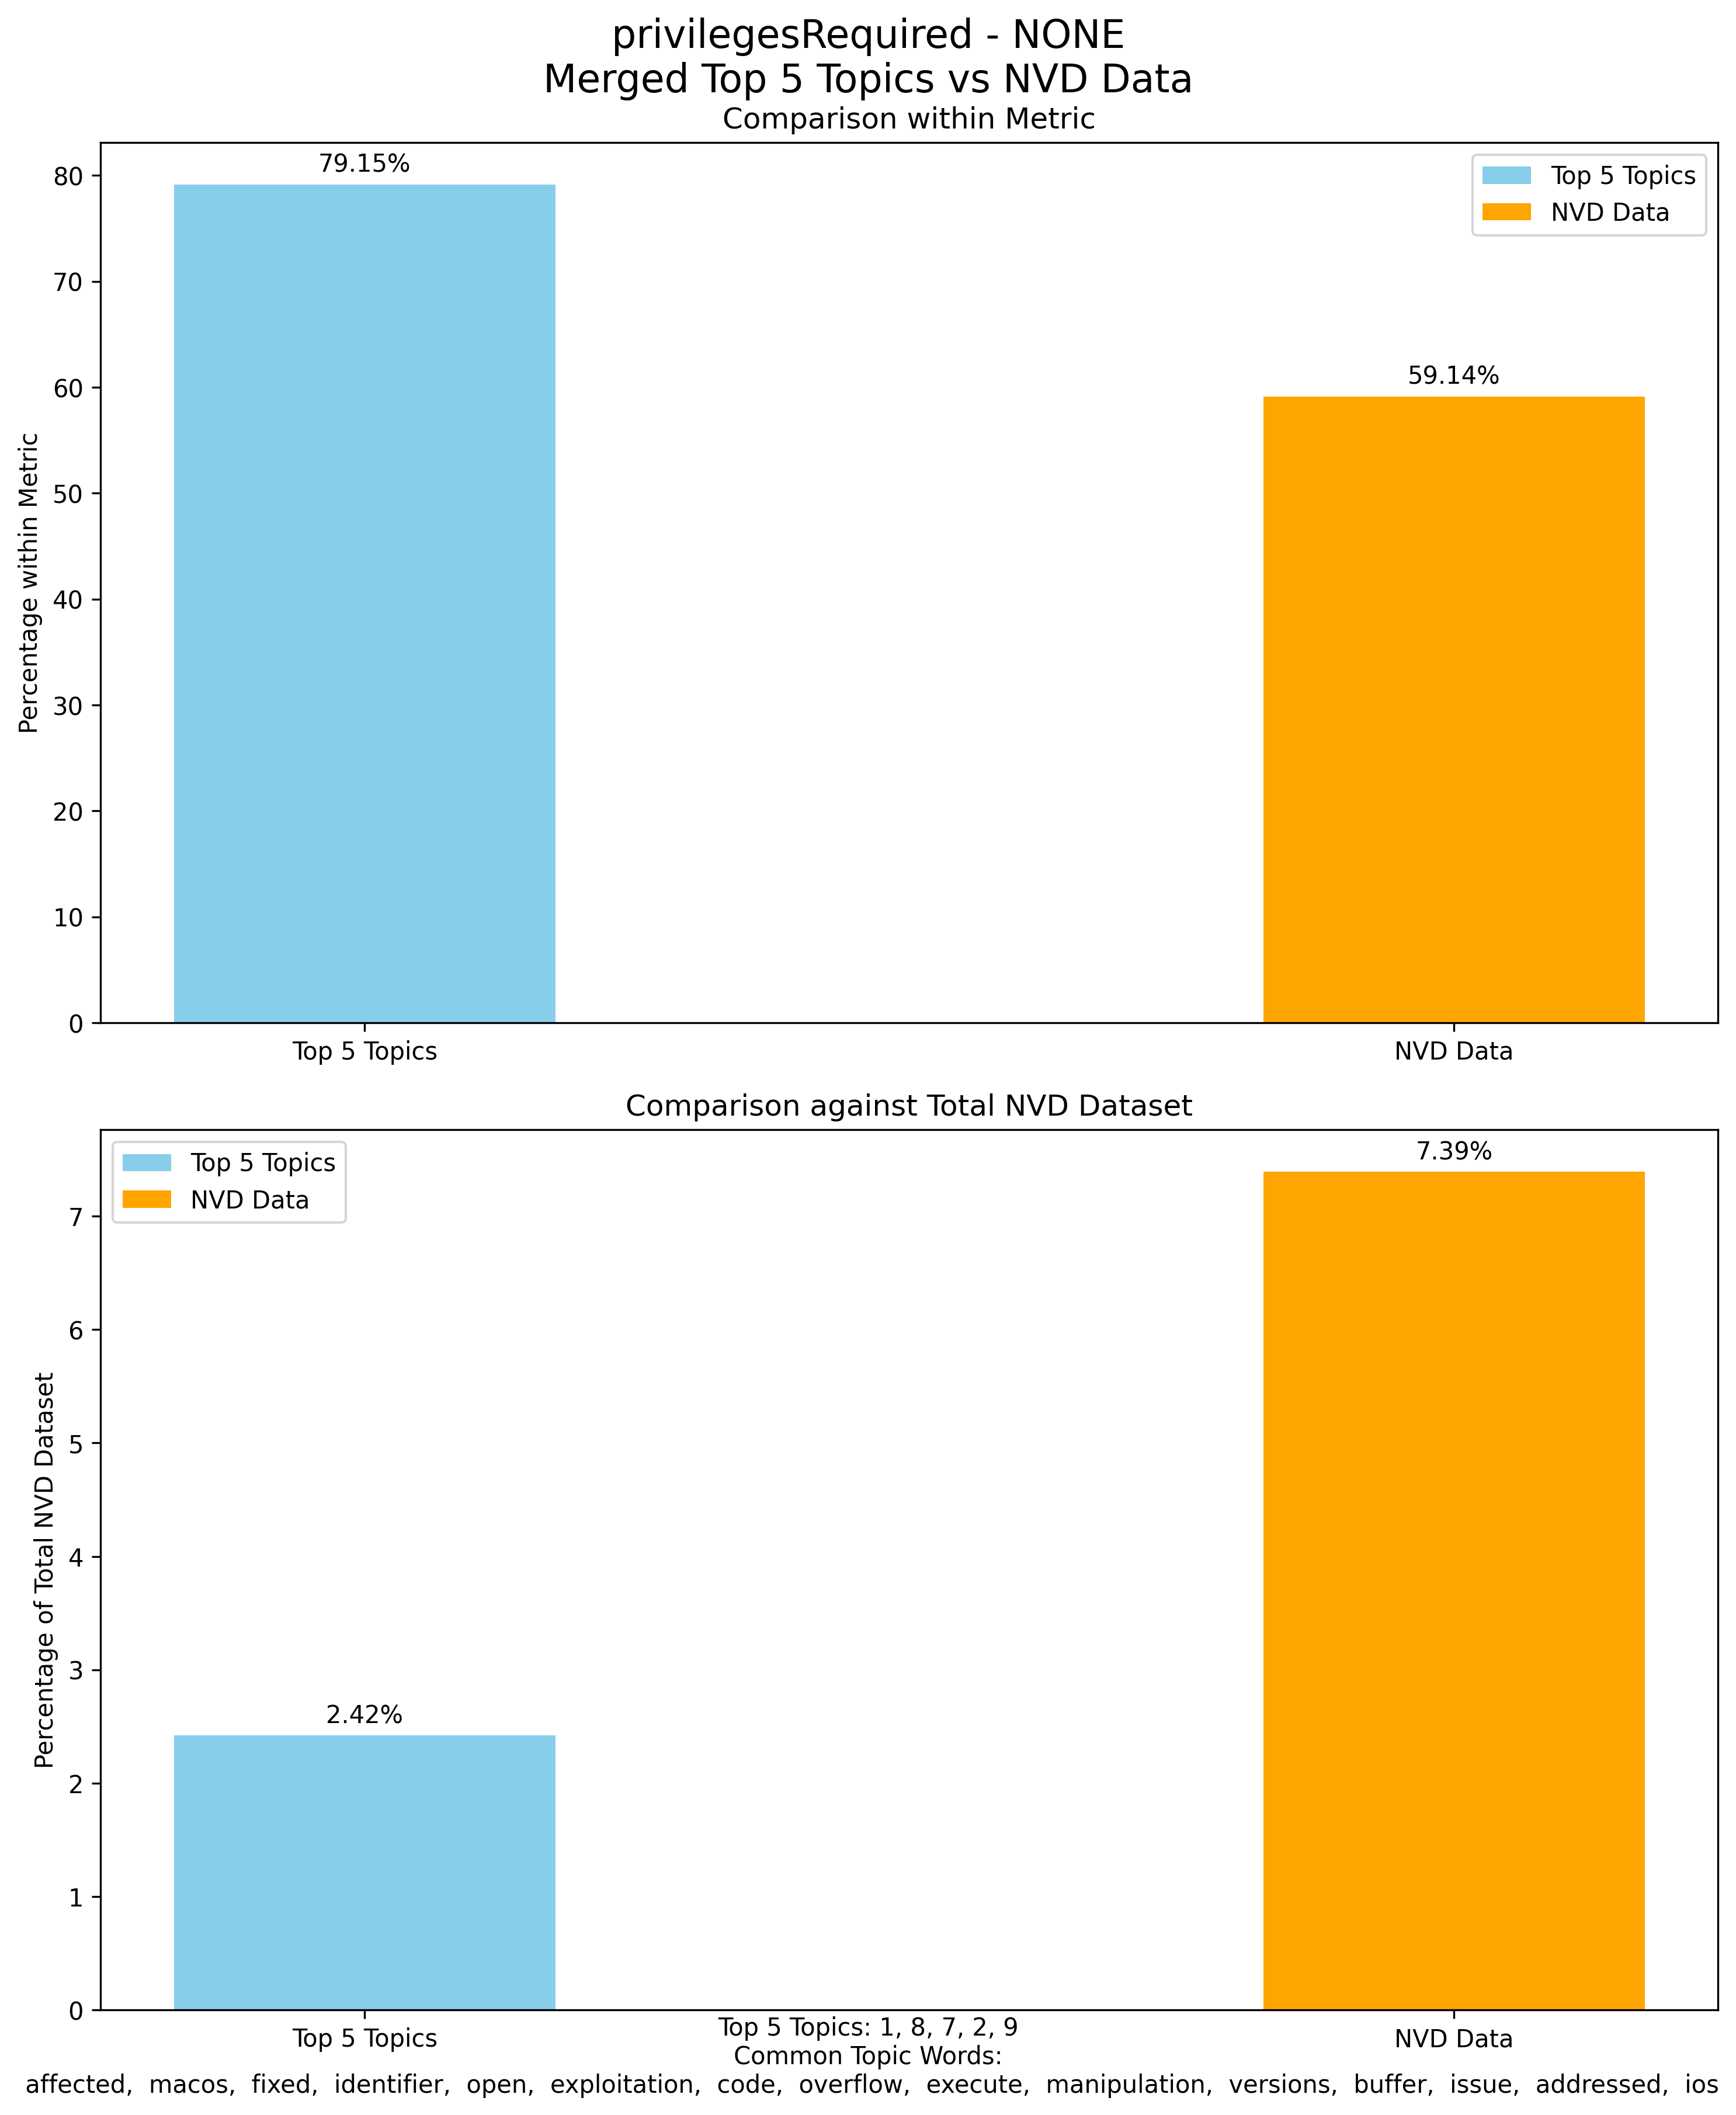 privilegesRequired - NONE
Merged Top 5 Topics vs NVD Data
Comparison within Metric
Percentage within Metric
80
70
60
50
40
30
20
10
0
79.15%
59.14%
Top 5 Topics
NVD Data
Top 5 Topics
NVD Data
Comparison against Total NVD Dataset
Percentage of Total NVD Dataset
7
6
5
4
3
2
1
0
Top 5 Topics
NVD Data
2.42%
7.39%
Top 5 Topics
NVD Data
Top 5 Topics: 1, 8, 7, 2, 9
Common Topic Words:
affected, macos, fixed, identifier, open, exploitation, code, overflow, execute, manipulation, versions, buffer, issue, addressed, ios